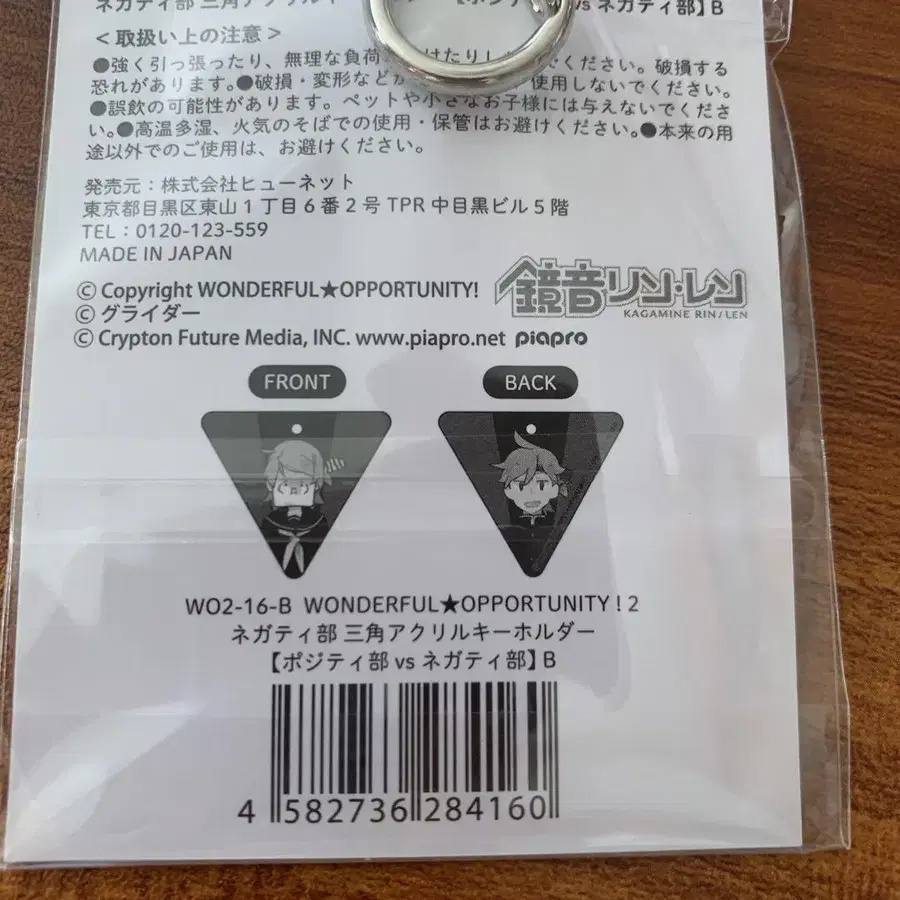 ネガティ部 三角アクリルキ 【ポジテ vs ネガティ部】B
＜取扱い上の注意＞
●強く引っ張ったり、無理な負荷 けたりし ください。破損する
恐れがあります。●破損・変形などが 使用しないでください。
●誤飲の可能性があります。ペットや小さなお子様には与えないでくださ
い。●高温多湿、火気のそばでの使用・保管はお避けください。●本来の用
途以外でのご使用は、お避けください。
発売元：株式会社ヒューネット
東京都目黒区東山1丁目6番2号 TPR 中目黒ビル5階
TEL：0120-123-559
MADE IN JAPAN
© Copyright WONDERFUL★OPPORTUNITY!
© グライダー
© Crypton Future Media, INC. www.piapro.net piapro
鏡音リン・レン
KAGAMINE RIN/LEN
FRONT
BACK
WO2-16-B WONDERFUL★OPPORTUNITY！2
ネガティ部 三角アクリルキーホルダー
【ポジティ部 vs ネガティ部】B
4 582736 284160